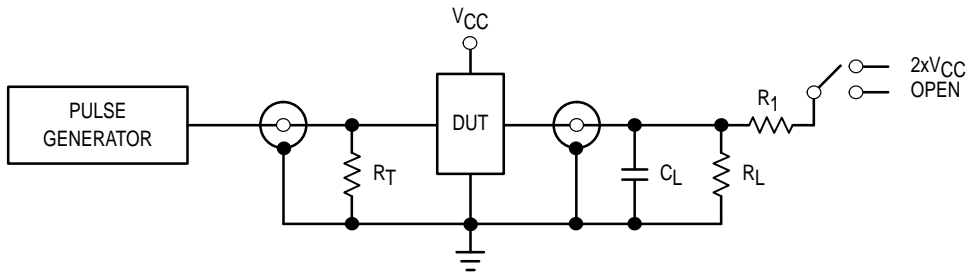 VCC
2xVCC
OPEN
R1
PULSE
GENERATOR
DUT
RT
CL
RL